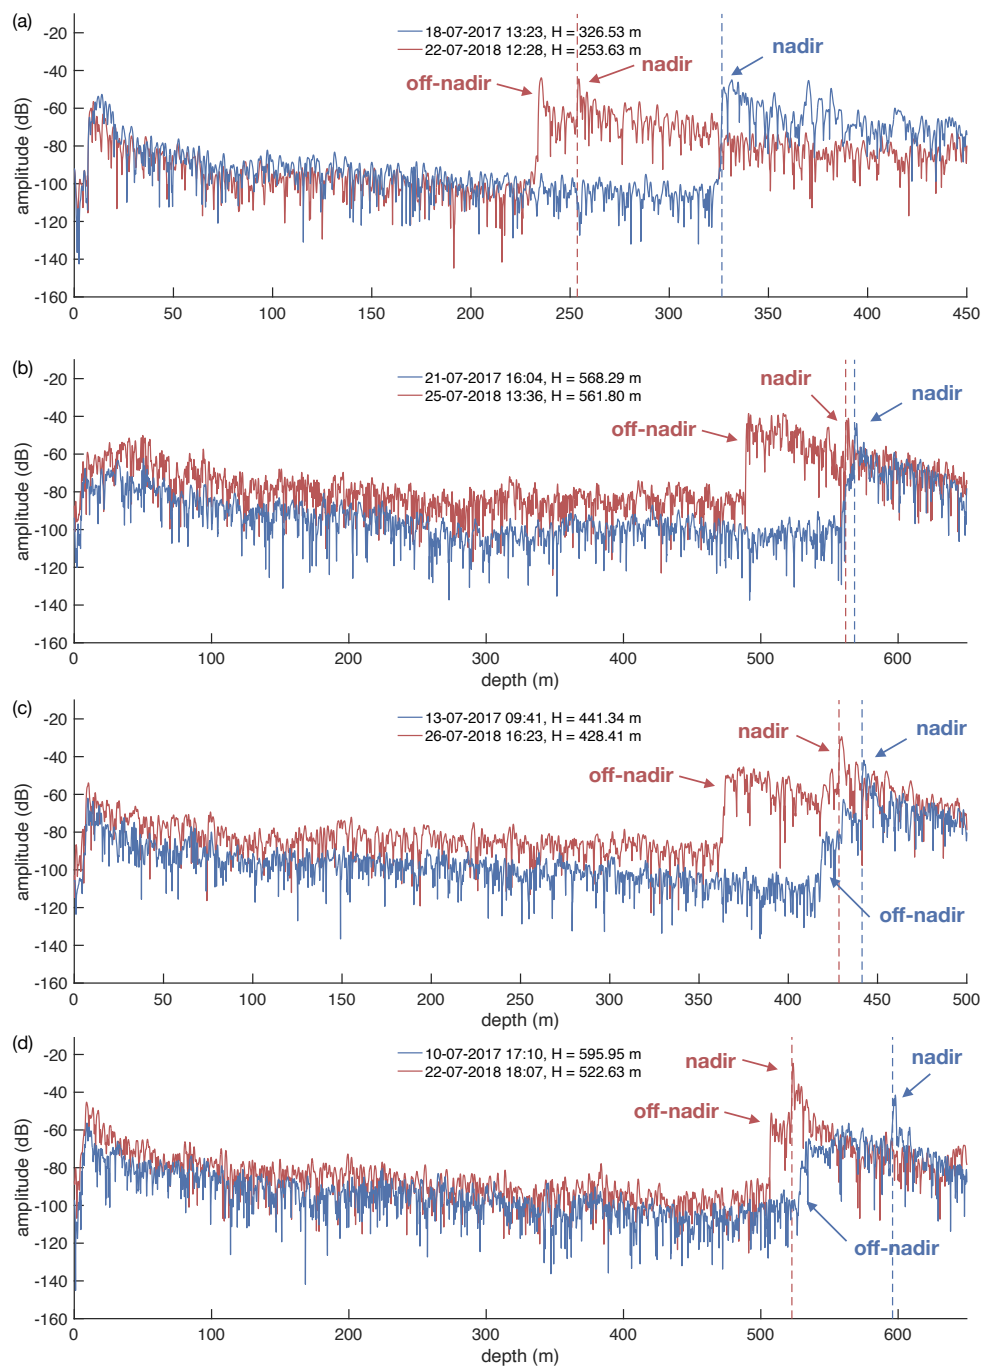 (a)
18-07-2017 13:23, H = 326.53 m
22-07-2018 12:28, H = 253.63 m
off-nadir
nadir
nadir
amplitude (dB)
-20
-40
-60
-80
-100
-120
-140
-160
0 50 100 150 200 250 300 350 400 450
(b)
21-07-2017 16:04, H = 568.29 m
25-07-2018 13:36, H = 561.80 m
off-nadir
nadir
nadir
amplitude (dB)
-20
-40
-60
-80
-100
-120
-140
-160
0 100 200 300 400 500 600
depth (m)
(c)
13-07-2017 09:41, H = 441.34 m
26-07-2018 16:23, H = 428.41 m
off-nadir
nadir
nadir
off-nadir
amplitude (dB)
-20
-40
-60
-80
-100
-120
-140
-160
0 50 100 150 200 250 300 350 400 450 500
depth (m)
(d)
10-07-2017 17:10, H = 595.95 m
22-07-2018 18:07, H = 522.63 m
off-nadir
nadir
nadir
off-nadir
amplitude (dB)
-20
-40
-60
-80
-100
-120
-140
-160
0 100 200 300 400 500 600
depth (m)